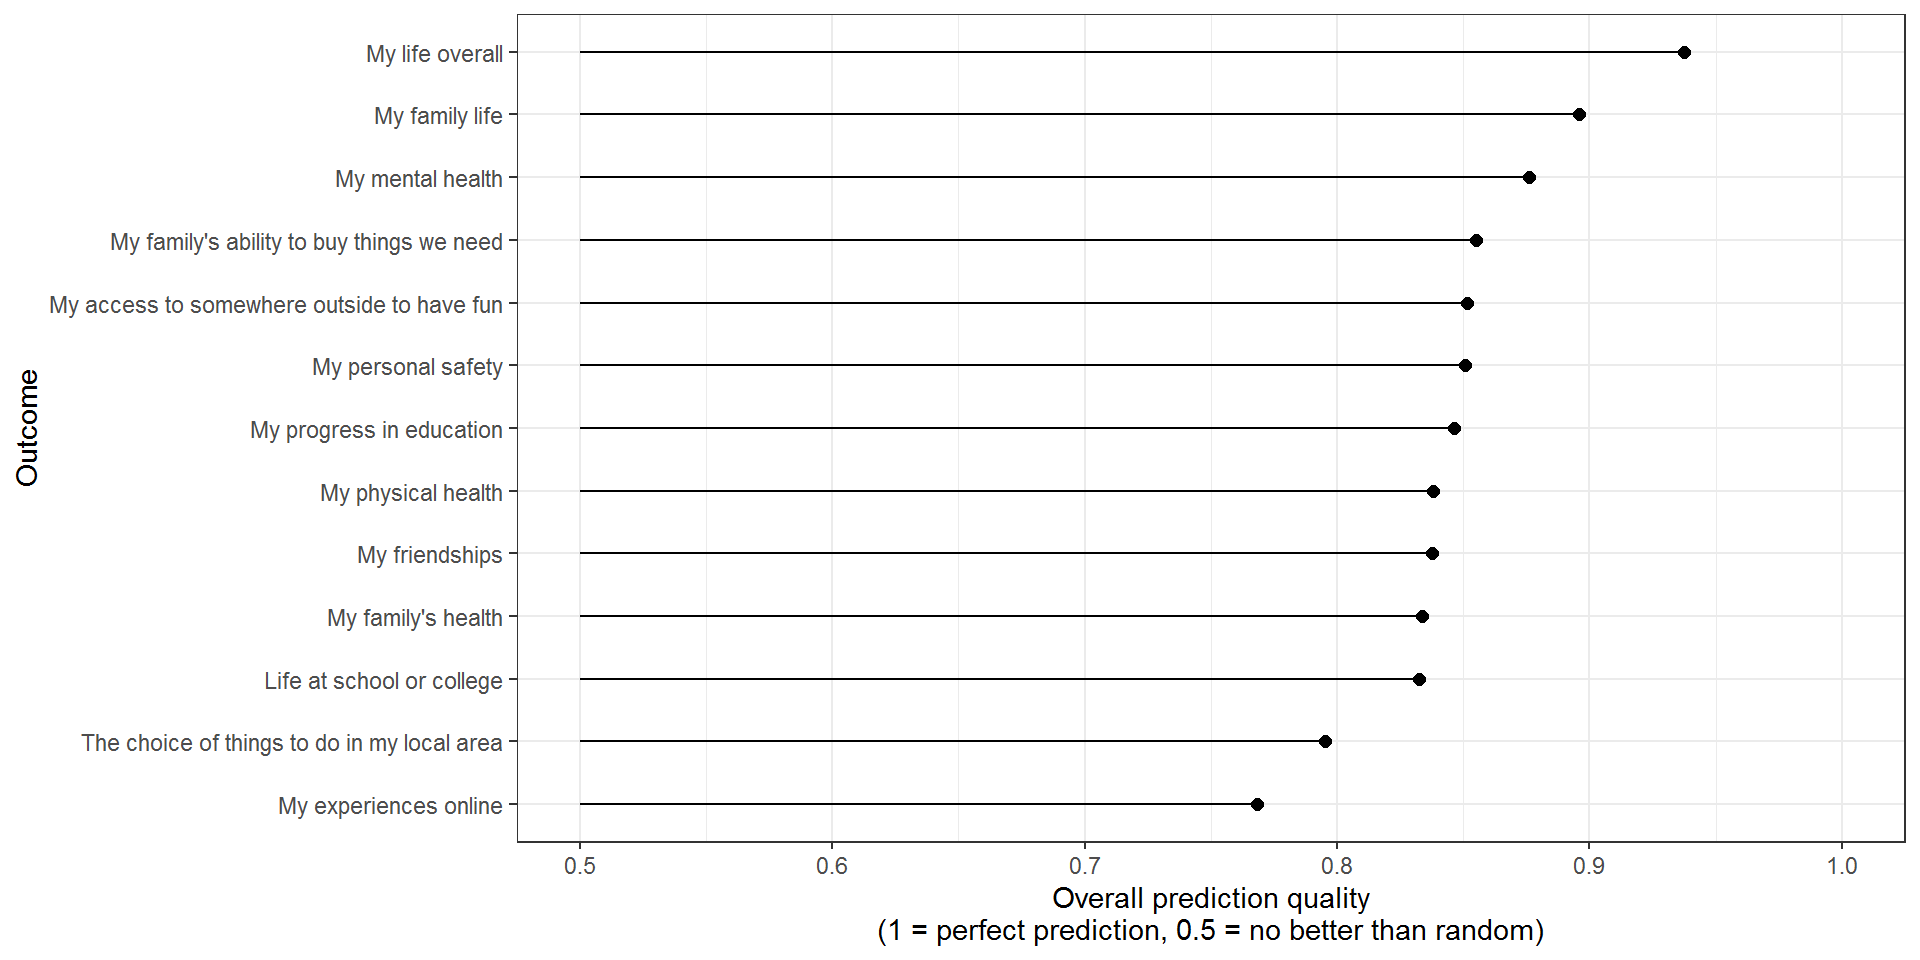 My life overall
My family life
My mental health
My family's ability to buy things we need
My access to somewhere outside to have fun
My personal safety
My progress in education
My physical health
My friendships
My family's health
Life at school or college
The choice of things to do in my local area
My experiences online
Outcome
0.5 0.6 0.7 0.8 0.9 1.0
Overall prediction quality
(1 = perfect prediction, 0.5 = no better than random)